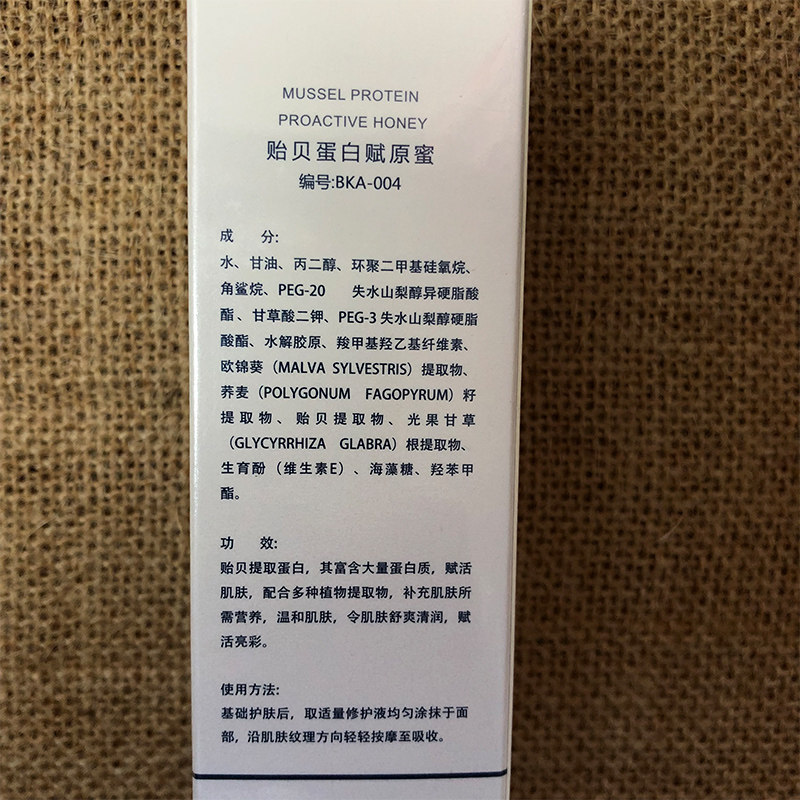 MUSSEL PROTEIN
PROACTIVE HONEY
贻贝蛋白赋原蜜
编号:BKA-004
成 分:
水、甘油、丙二醇、环聚二甲基硅氧烷、
角鲨烷、PEG-20 失水山梨醇异硬脂酸
酯、甘草酸二钾、PEG-3 失水山梨醇硬脂
酸酯、水解胶原、羧甲基羟乙基纤维素、
欧锦葵（MALVA SYLVESTRIS）提取物、
荞麦（POLYGONUM FAGOPYRUM）籽
提取物、贻贝提取物、光果甘草
（GLYCYRRHIZA GLABRA）根提取物、
生育酚（维生素E）、海藻糖、羟苯甲
酯。
功 效:
贻贝提取蛋白，其富含大量蛋白质，赋活
肌肤，配合多种植物提取物，补充肌肤所
需营养，温和肌肤，令肌肤舒爽清润，赋
活亮彩。
使用方法:
基础护肤后，取适量修护液均匀涂抹于面
部，沿肌肤纹理方向轻轻按摩至吸收。